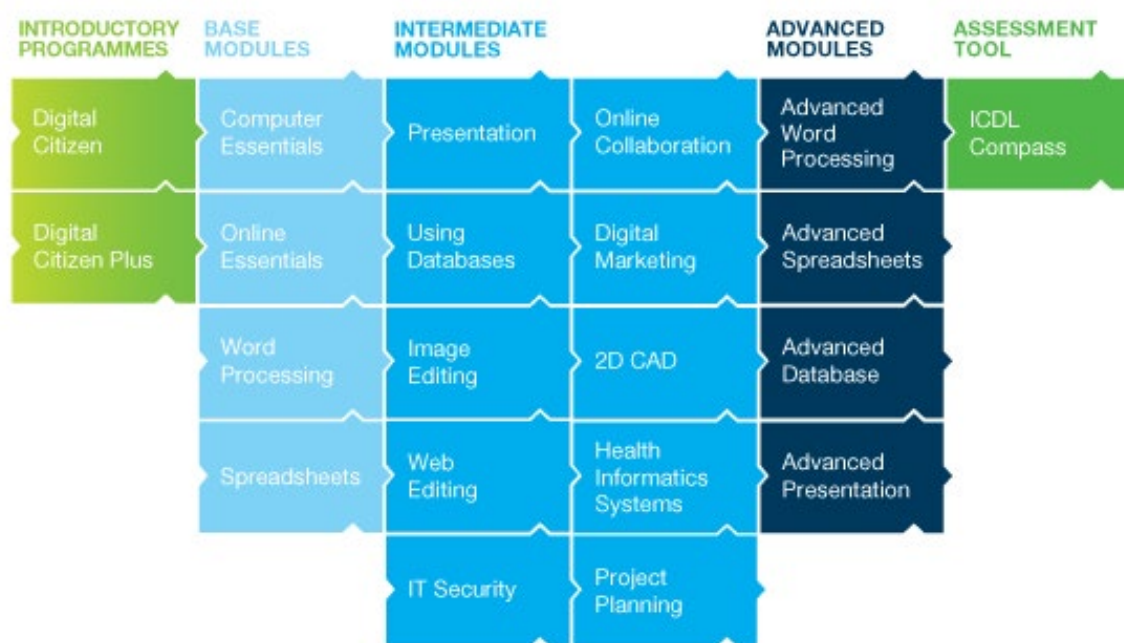 INTRODUCTORY
PROGRAMMES
BASE
MODULES
INTERMEDIATE
MODULES
ADVANCED
MODULES
ASSESSMENT
TOOL
Digital
Citizen
Computer
Essentials
Presentation
Online
Collaboration
Advanced
Word
Processing
ICDL
Compass
Digital
Citizen Plus
Online
Essentials
Using
Databases
Digital
Marketing
Advanced
Spreadsheets
Word
Processing
Image
Editing
2D CAD
Advanced
Database
Spreadsheets
Web
Editing
Health
Informatics
Systems
Advanced
Presentation
IT Security
Project
Planning